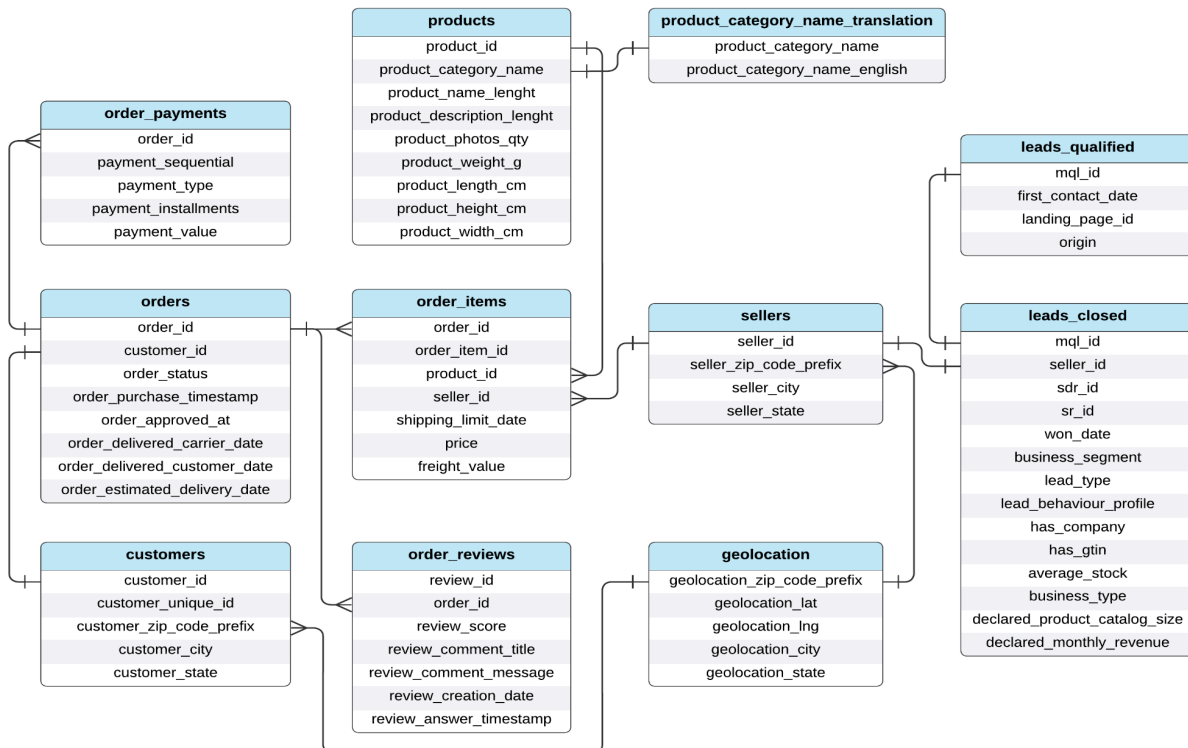 products
product_id
product_category_name
product_name_lenght
product_description_lenght
product_photos_qty
product_weight_g
product_length_cm
product_height_cm
product_width_cm
product_category_name_translation
product_category_name
product_category_name_english
order_payments
order_id
payment_sequential
payment_type
payment_installments
payment_value
leads_qualified
mql_id
first_contact_date
landing_page_id
origin
orders
order_id
customer_id
order_status
order_purchase_timestamp
order_approved_at
order_delivered_carrier_date
order_delivered_customer_date
order_estimated_delivery_date
order_items
order_id
order_item_id
product_id
seller_id
shipping_limit_date
price
freight_value
sellers
seller_id
seller_zip_code_prefix
seller_city
seller_state
leads_closed
mql_id
seller_id
sdr_id
sr_id
won_date
business_segment
lead_type
lead_behaviour_profile
has_company
has_gtin
average_stock
business_type
declared_product_catalog_size
declared_monthly_revenue
customers
customer_id
customer_unique_id
customer_zip_code_prefix
customer_city
customer_state
order_reviews
review_id
order_id
review_score
review_comment_title
review_comment_message
review_creation_date
review_answer_timestamp
geolocation
geolocation_zip_code_prefix
geolocation_lat
geolocation_lng
geolocation_city
geolocation_state